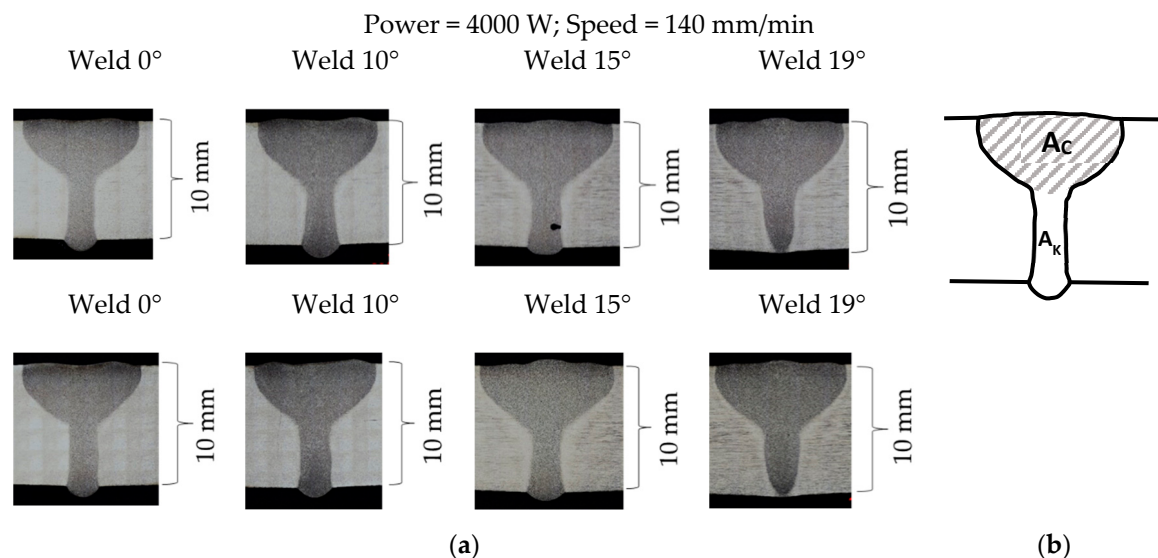 Power = 4000 W; Speed = 140 mm/min
Weld 0° Weld 10° Weld 15° Weld 19°
10 mm 10 mm 10 mm 10 mm
Ac
AK
Weld 0° Weld 10° Weld 15° Weld 19°
10 mm 10 mm 10 mm 10 mm
(a) (b)